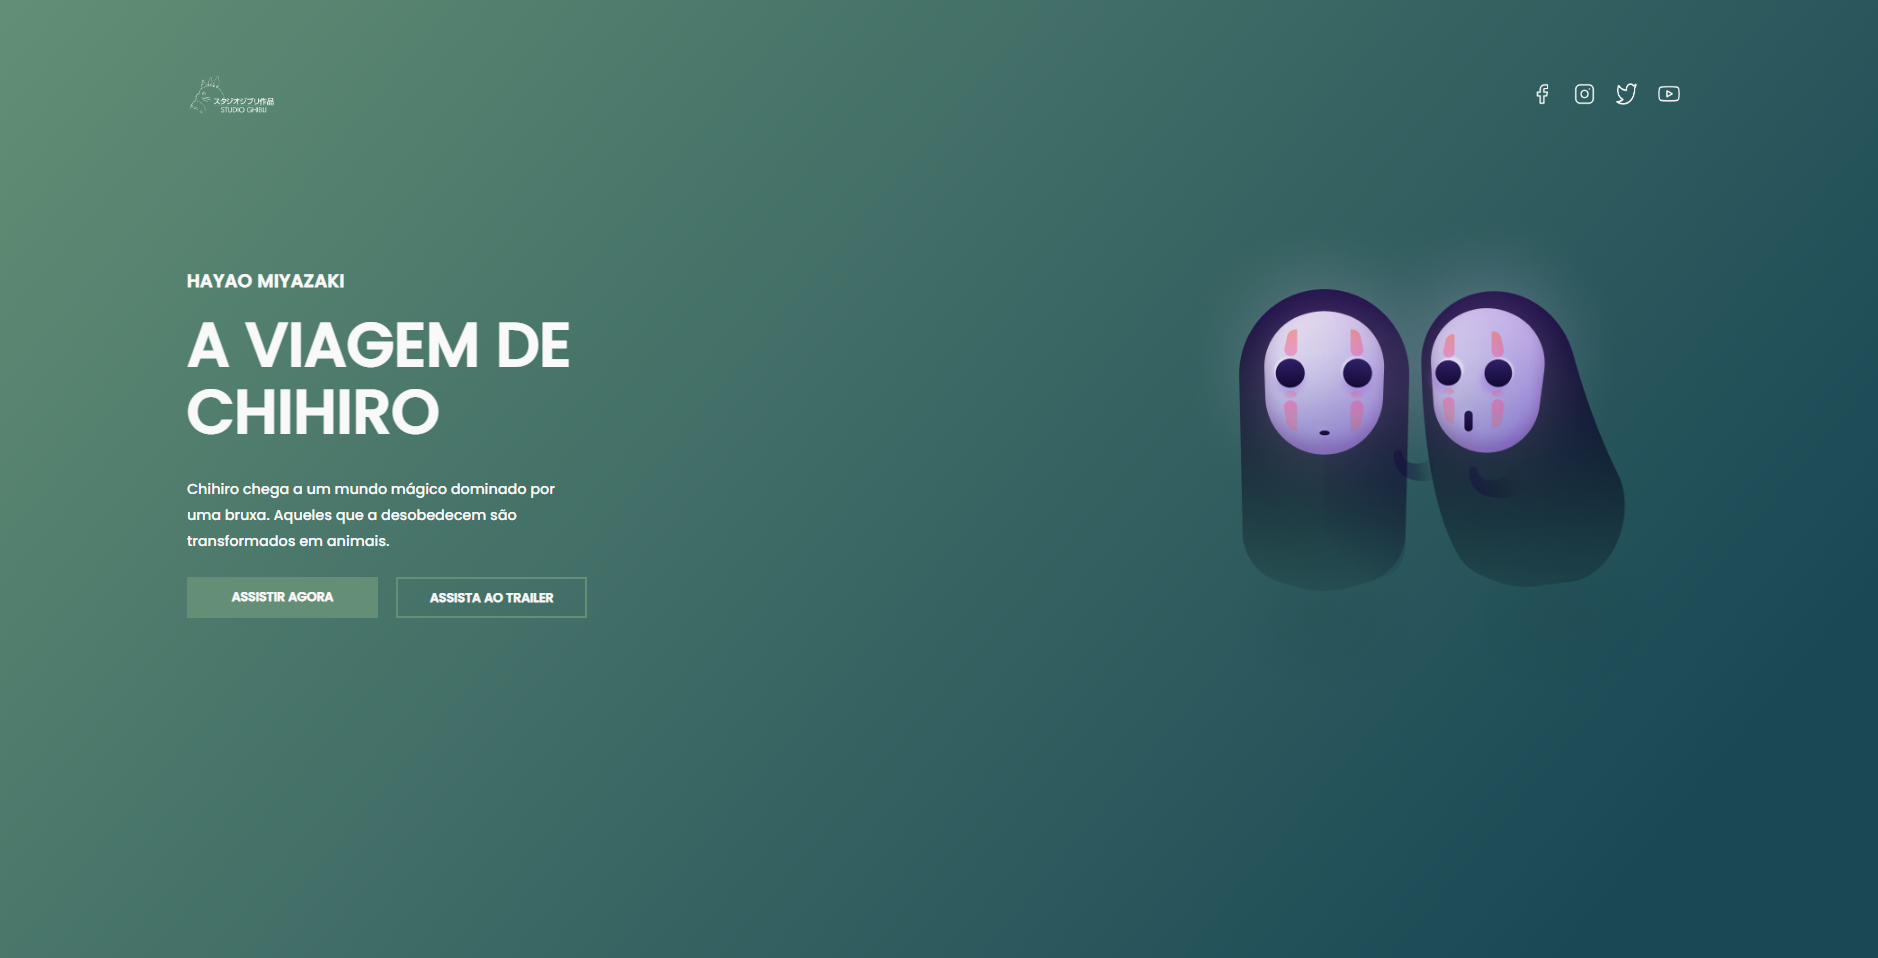 スタジオジブリ作品
STUDIO GHIBLI
HAYAO MIYAZAKI
A VIAGEM DE
CHIHIRO
Chihiro chega a um mundo mágico dominado por
uma bruxa. Aqueles que a desobedecem são
transformados em animais.
ASSISTIR AGORA
ASSISTA AO TRAILER